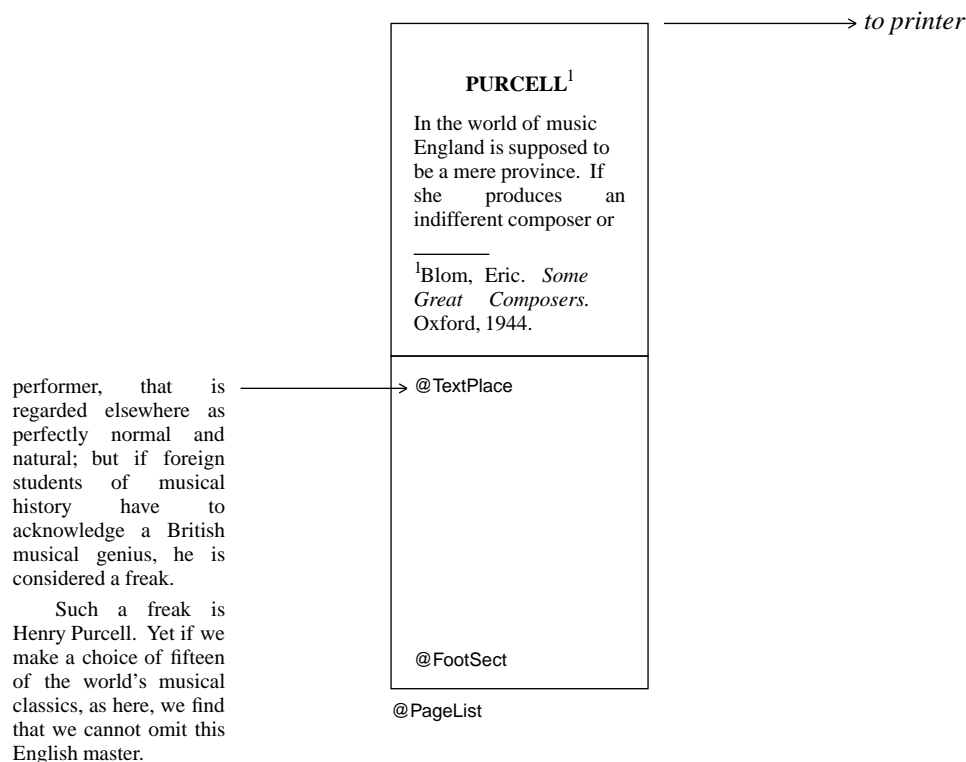 to printer
PURCELL1
In the world of music
England is supposed to
be a mere province. If
she produces an
indifferent composer or
1Blom, Eric. Some
Great Composers.
Oxford, 1944.
performer, that is
regarded elsewhere as
perfectly normal and
natural; but if foreign
students of musical
history have to
acknowledge a British
musical genius, he is
considered a freak.
Such a freak is
Henry Purcell. Yet if we
make a choice of fifteen
of the world's musical
classics, as here, we find
that we cannot omit this
English master.
@TextPlace
@FootSect
@PageList